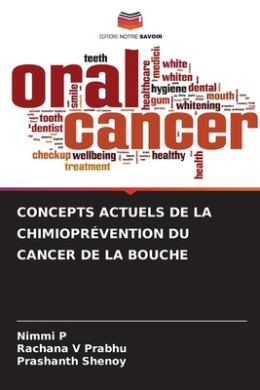 EDITIONS NOTRE SAVOIR
teeth
oral
smile
healthcare
medicin
white
whiten
hygiene dental
gum
mouth
whitening
tooth
dentist
cancer
checkup wellbeing
healthy
treatment
health
CONCEPTS ACTUELS DE LA
CHIMIOPRÉVENTION DU
CANCER DE LA BOUCHE
Nimmi P
Rachana V Prabhu
Prashanth Shenoy